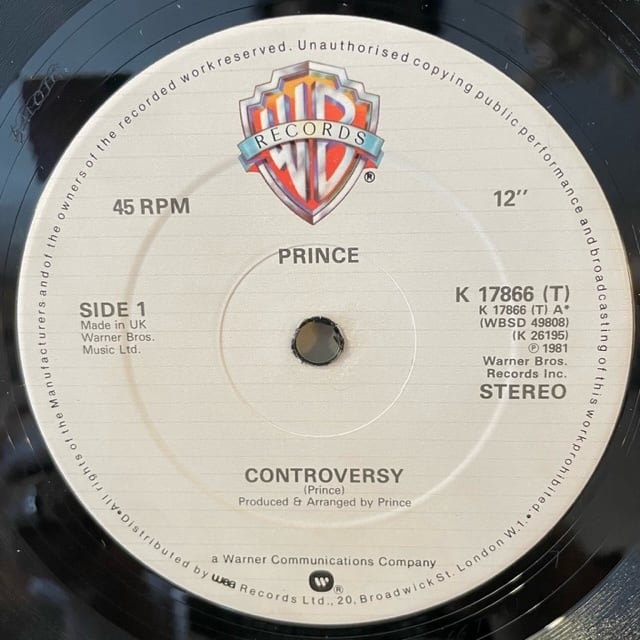 WB
RECORDS
®
45 RPM
12"
PRINCE
SIDE 1
Made in UK
Warner Bros.
Music Ltd.
K 17866 (T)
K 17866 (T) A*
(WBSD 49808)
(K 26195)
℗ 1981
Warner Bros.
Records Inc.
STEREO
CONTROVERSY
(Prince)
Produced & Arranged by Prince
a Warner Communications Company
®
•All rights of the Manufacturers and of the owners of the recorded work reserved. Unauthorised copying public performance and broadcasting of this work prohibited.•
Distributed by wea Records Ltd., 20, Broadwick St. London W1.